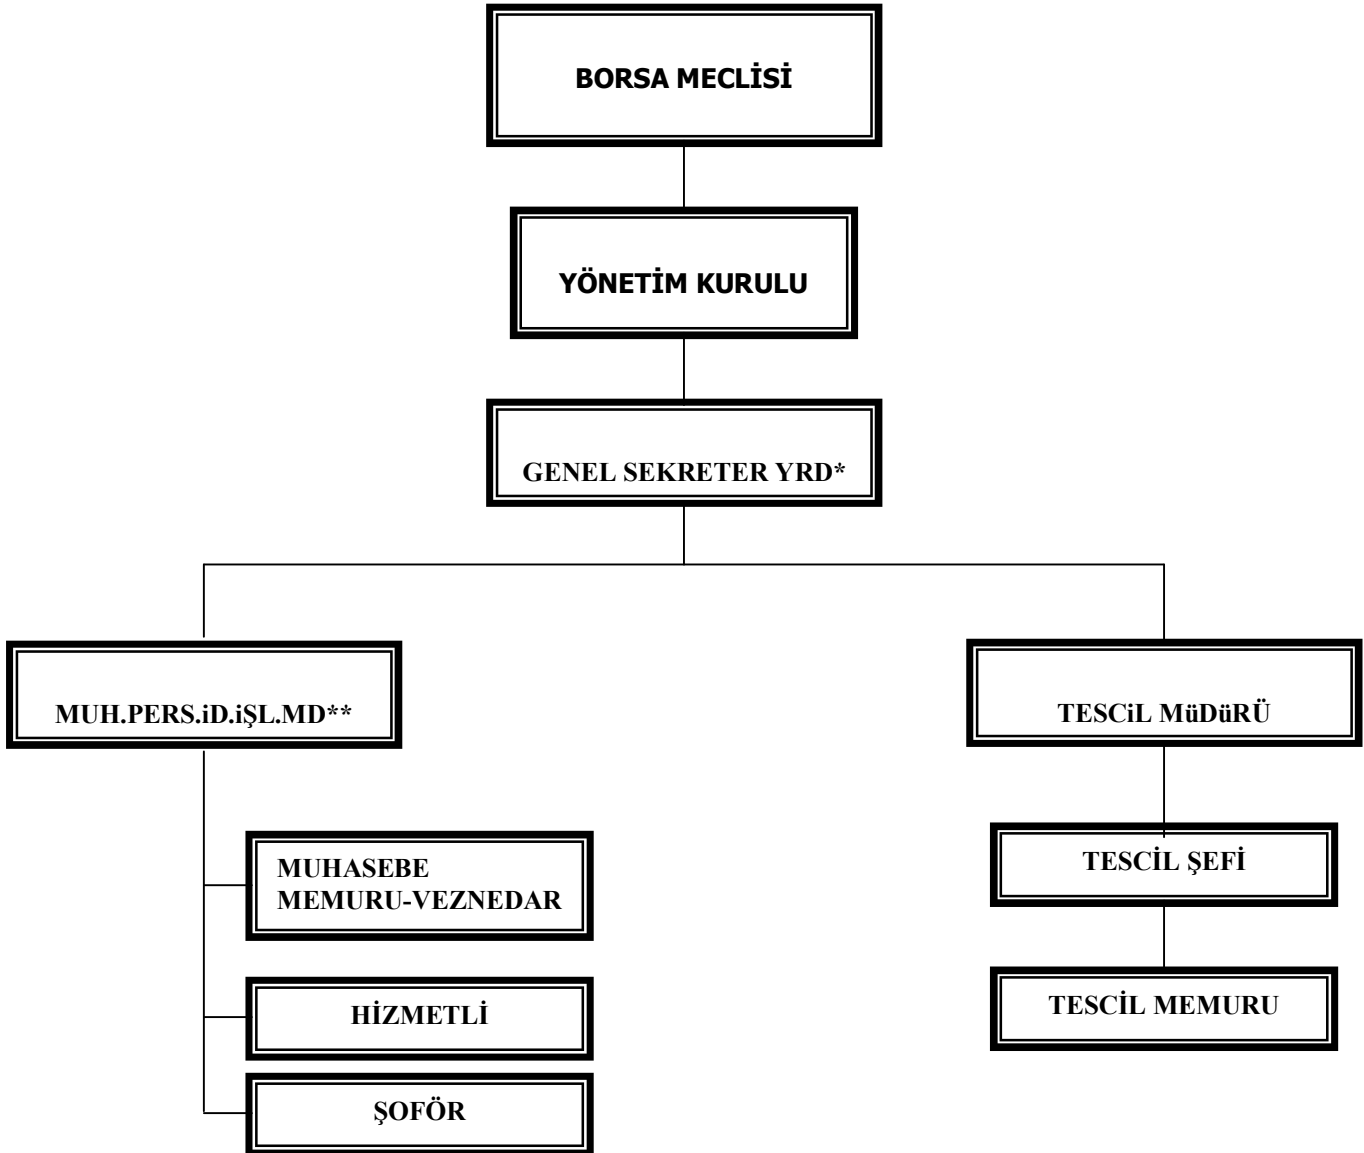 BORSA MECLİSİ
YÖNETİM KURULU
GENEL SEKRETER YRD*
MUH.PERS.iD.iŞL.MD**
TESCiL MüDüRÜ
MUHASEBE
MEMURU-VEZNEDAR
TESCİL ŞEFİ
HİZMETLİ
TESCİL MEMURU
ŞOFÖR